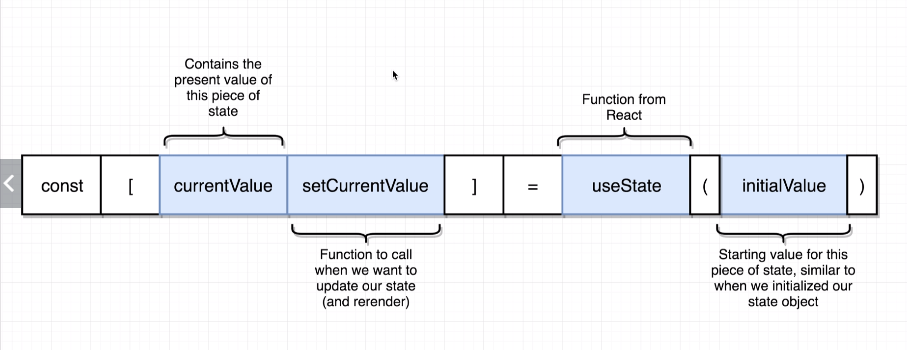 Contains the
present value of
this piece of
state
Function from
React
const [ currentValue setCurrentValue ] = useState ( initialValue )
Function to call
when we want to
update our state
(and rerender)
Starting value for this
piece of state, similar to
when we initialized our
state object